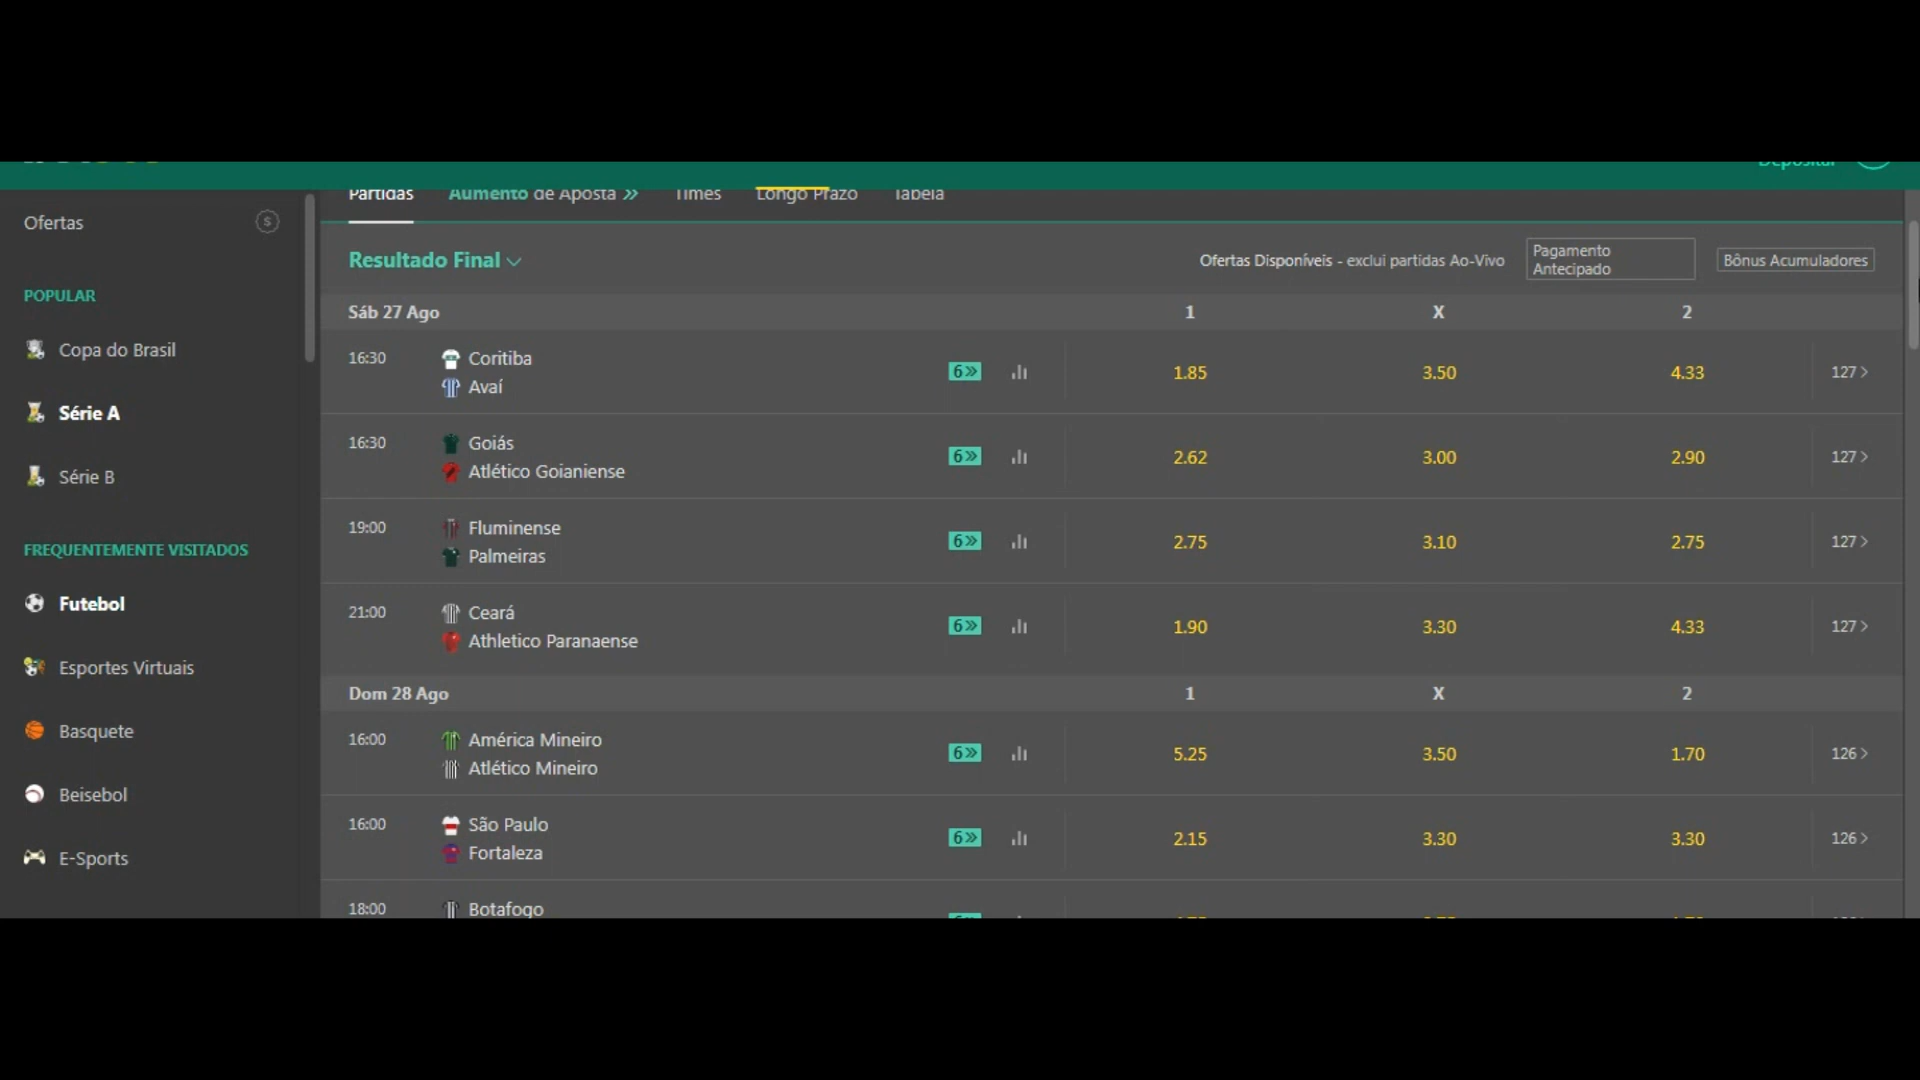 Depositar
Partidas Aumento de Aposta Times Longo Prazo Tabela
Ofertas
Resultado Final
Ofertas Disponíveis - exclui partidas Ao-Vivo
Pagamento
Antecipado
Bônus Acumuladores
POPULAR
Copa do Brasil
Série A
Série B
FREQUENTEMENTE VISITADOS
Futebol
Esportes Virtuais
Basquete
Beisebol
E-Sports
Sáb 27 Ago 1 X 2
16:30 Coritiba
Avaí
6» 1.85 3.50 4.33 127 >
16:30 Goiás
Atlético Goianiense
6» 2.62 3.00 2.90 127 >
19:00 Fluminense
Palmeiras
6» 2.75 3.10 2.75 127 >
21:00 Ceará
Athletico Paranaense
6» 1.90 3.30 4.33 127 >
Dom 28 Ago 1 X 2
16:00 América Mineiro
Atlético Mineiro
6» 5.25 3.50 1.70 126 >
16:00 São Paulo
Fortaleza
6» 2.15 3.30 3.30 126 >
18:00 Botafogo